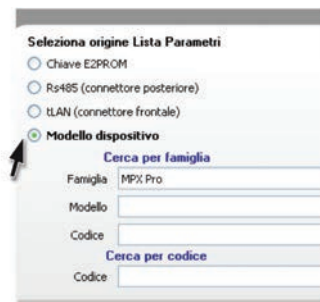 Seleziona origine Lista Parametri
Chiave E2PROM
Rs485 (connettore posteriore)
tLAN (connettore frontale)
Modello dispositivo
Cerca per famiglia
Famiglia MPX Pro
Modello
Codice
Cerca per codice
Codice